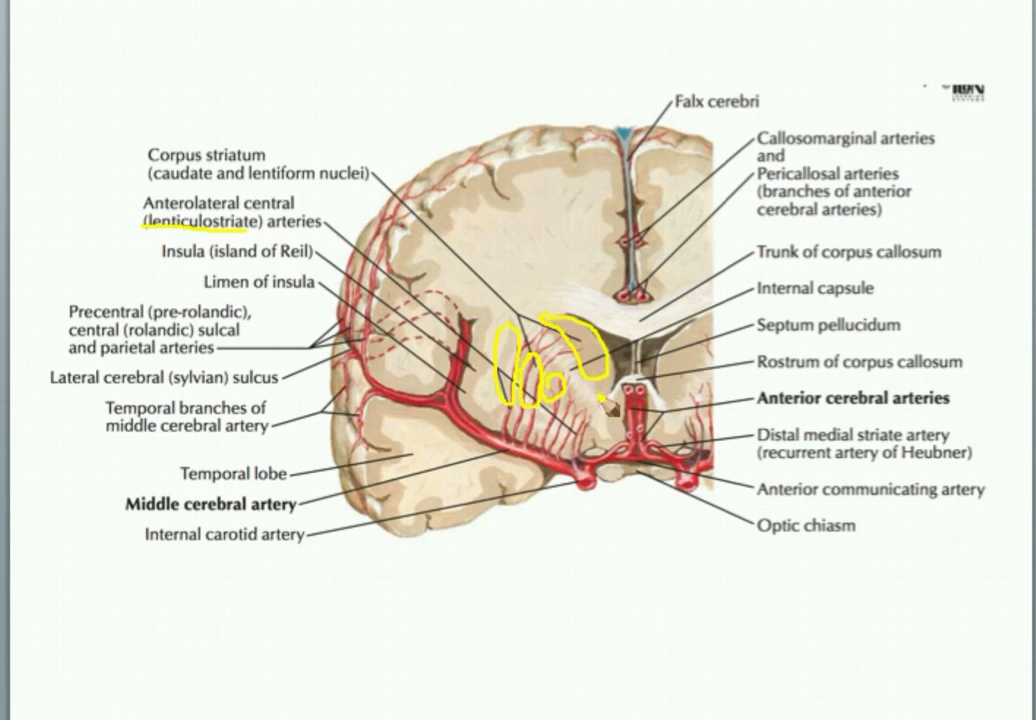 Falx cerebri
Corpus striatum
(caudate and lentiform nuclei)
Anterolateral central
(lenticulostriate) arteries
Insula (island of Reil)
Limen of insula
Precentral (pre-rolandic),
central (rolandic) sulcal
and parietal arteries
Lateral cerebral (sylvian) sulcus
Temporal branches of
middle cerebral artery
Temporal lobe
Middle cerebral artery
Internal carotid artery
Callosomarginal arteries
and
Pericallosal arteries
(branches of anterior
cerebral arteries)
Trunk of corpus callosum
Internal capsule
Septum pellucidum
Rostrum of corpus callosum
Anterior cerebral arteries
Distal medial striate artery
(recurrent artery of Heubner)
Anterior communicating artery
Optic chiasm